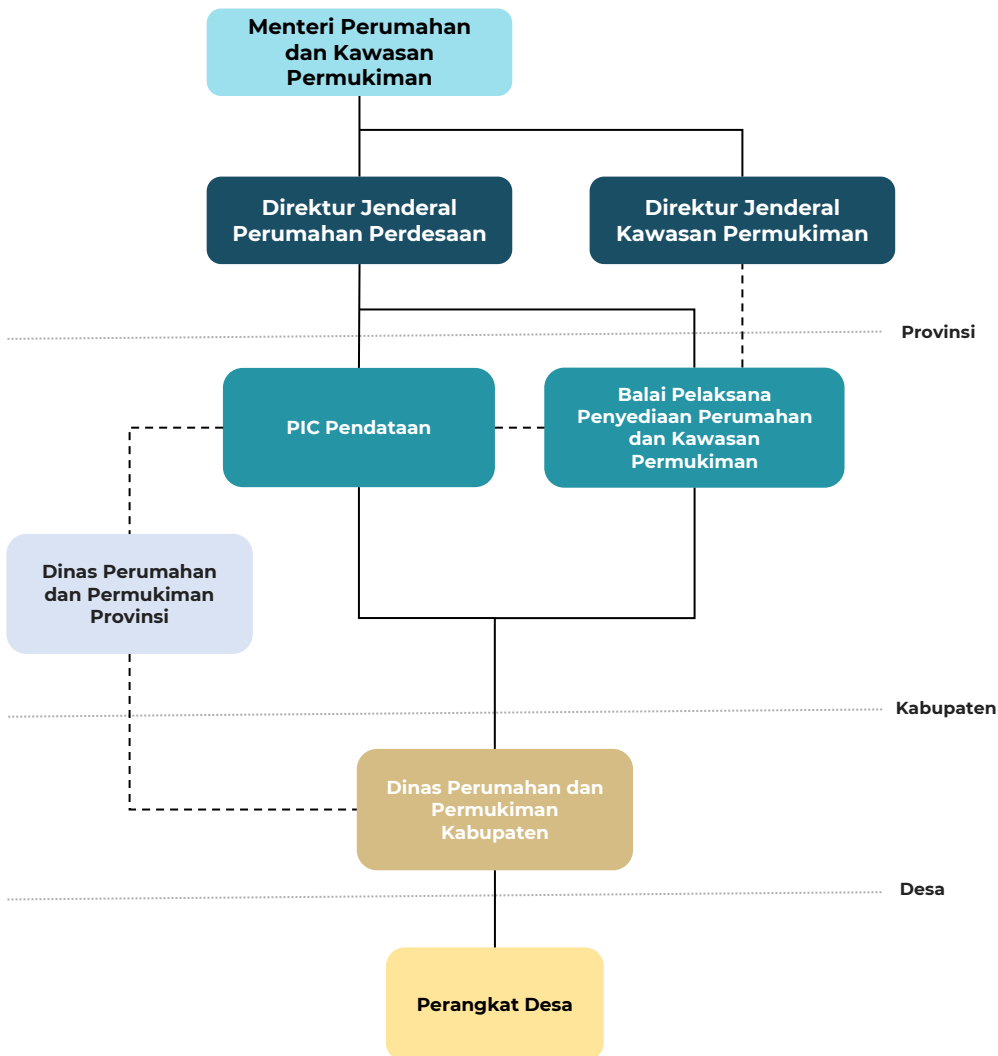 Menteri Perumahan
dan Kawasan
Permukiman
Direktur Jenderal
Perumahan Perdesaan
Direktur Jenderal
Kawasan Permukiman
Provinsi
PIC Pendataan
Balai Pelaksana
Penyediaan Perumahan
dan Kawasan
Permukiman
Dinas Perumahan
dan Permukiman
Provinsi
Kabupaten
Dinas Perumahan dan
Permukiman
Kabupaten
Desa
Perangkat Desa